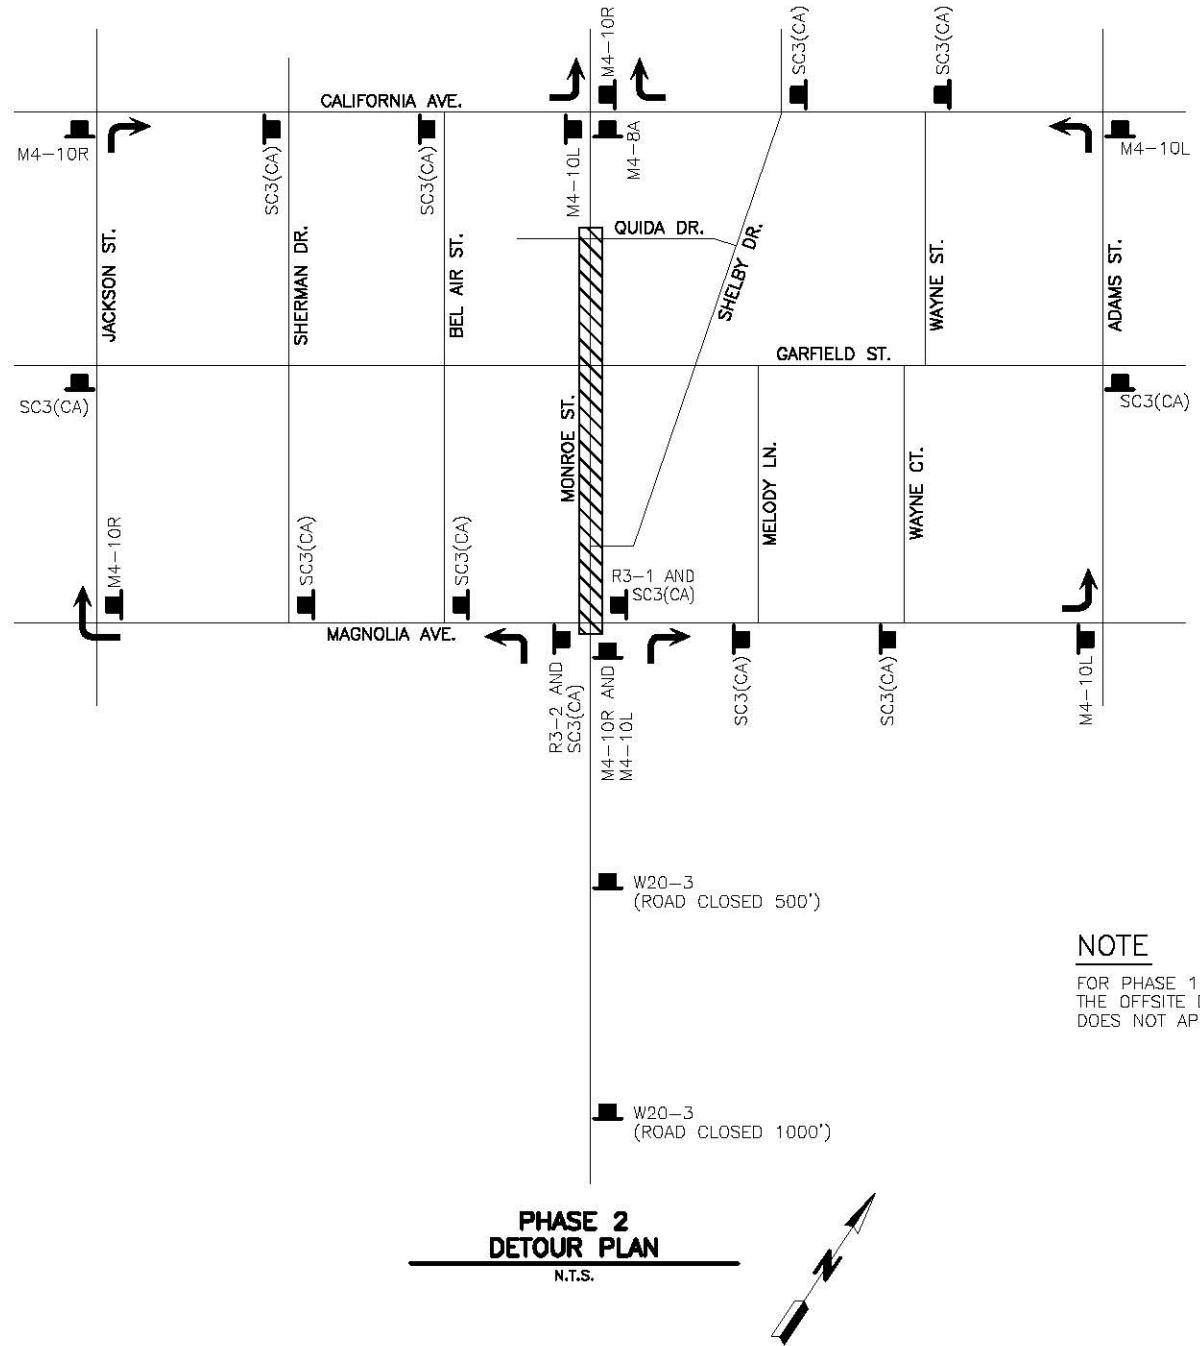 M4-10R
SC3(CA)
SC3(CA)
CALIFORNIA AVE.
M4-10R
SC3(CA)
SC3(CA)
M4-10L
M4-8A
M4-10L
JACKSON ST.
SHERMAN DR.
BEL AIR ST.
QUIDA DR.
SHELBY DR.
WAYNE ST.
ADAMS ST.
GARFIELD ST.
SC3(CA)
SC3(CA)
MONROE ST.
MELODY LN.
WAYNE CT.
M4-10R
SC3(CA)
SC3(CA)
R3-1 AND
SC3(CA)
MAGNOLIA AVE.
R3-2 AND
SC3(CA)
M4-10R AND
M4-10L
SC3(CA)
SC3(CA)
M4-10L
W20-3
(ROAD CLOSED 500')
NOTE
FOR PHASE 1
THE OFFSITE
DOES NOT AP
W20-3
(ROAD CLOSED 1000')
PHASE 2
DETOUR PLAN
N.T.S.
N